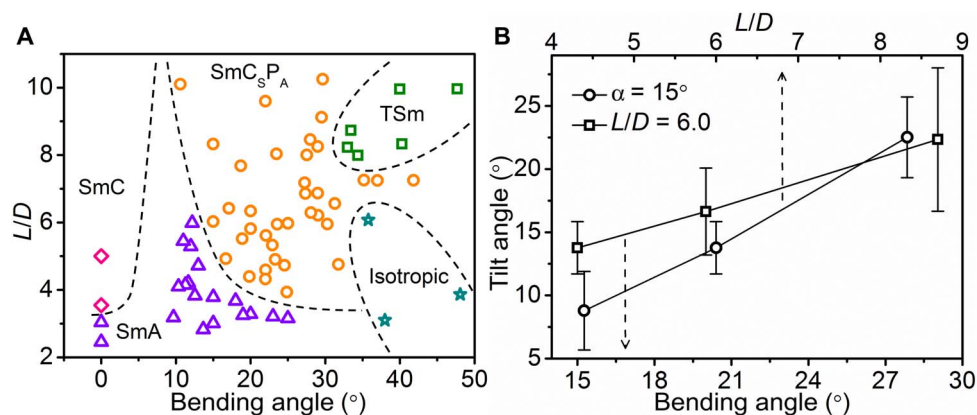 A
SmC_SP_A
TSm
SmC
Isotropic
SmA
L/D
10
8
6
4
2
0 10 20 30 40 50
Bending angle (°)
B
L/D
4 5 6 7 8 9
α = 15°
L/D = 6.0
Tilt angle (°)
25
20
15
10
5
15 18 21 24 27 30
Bending angle (°)